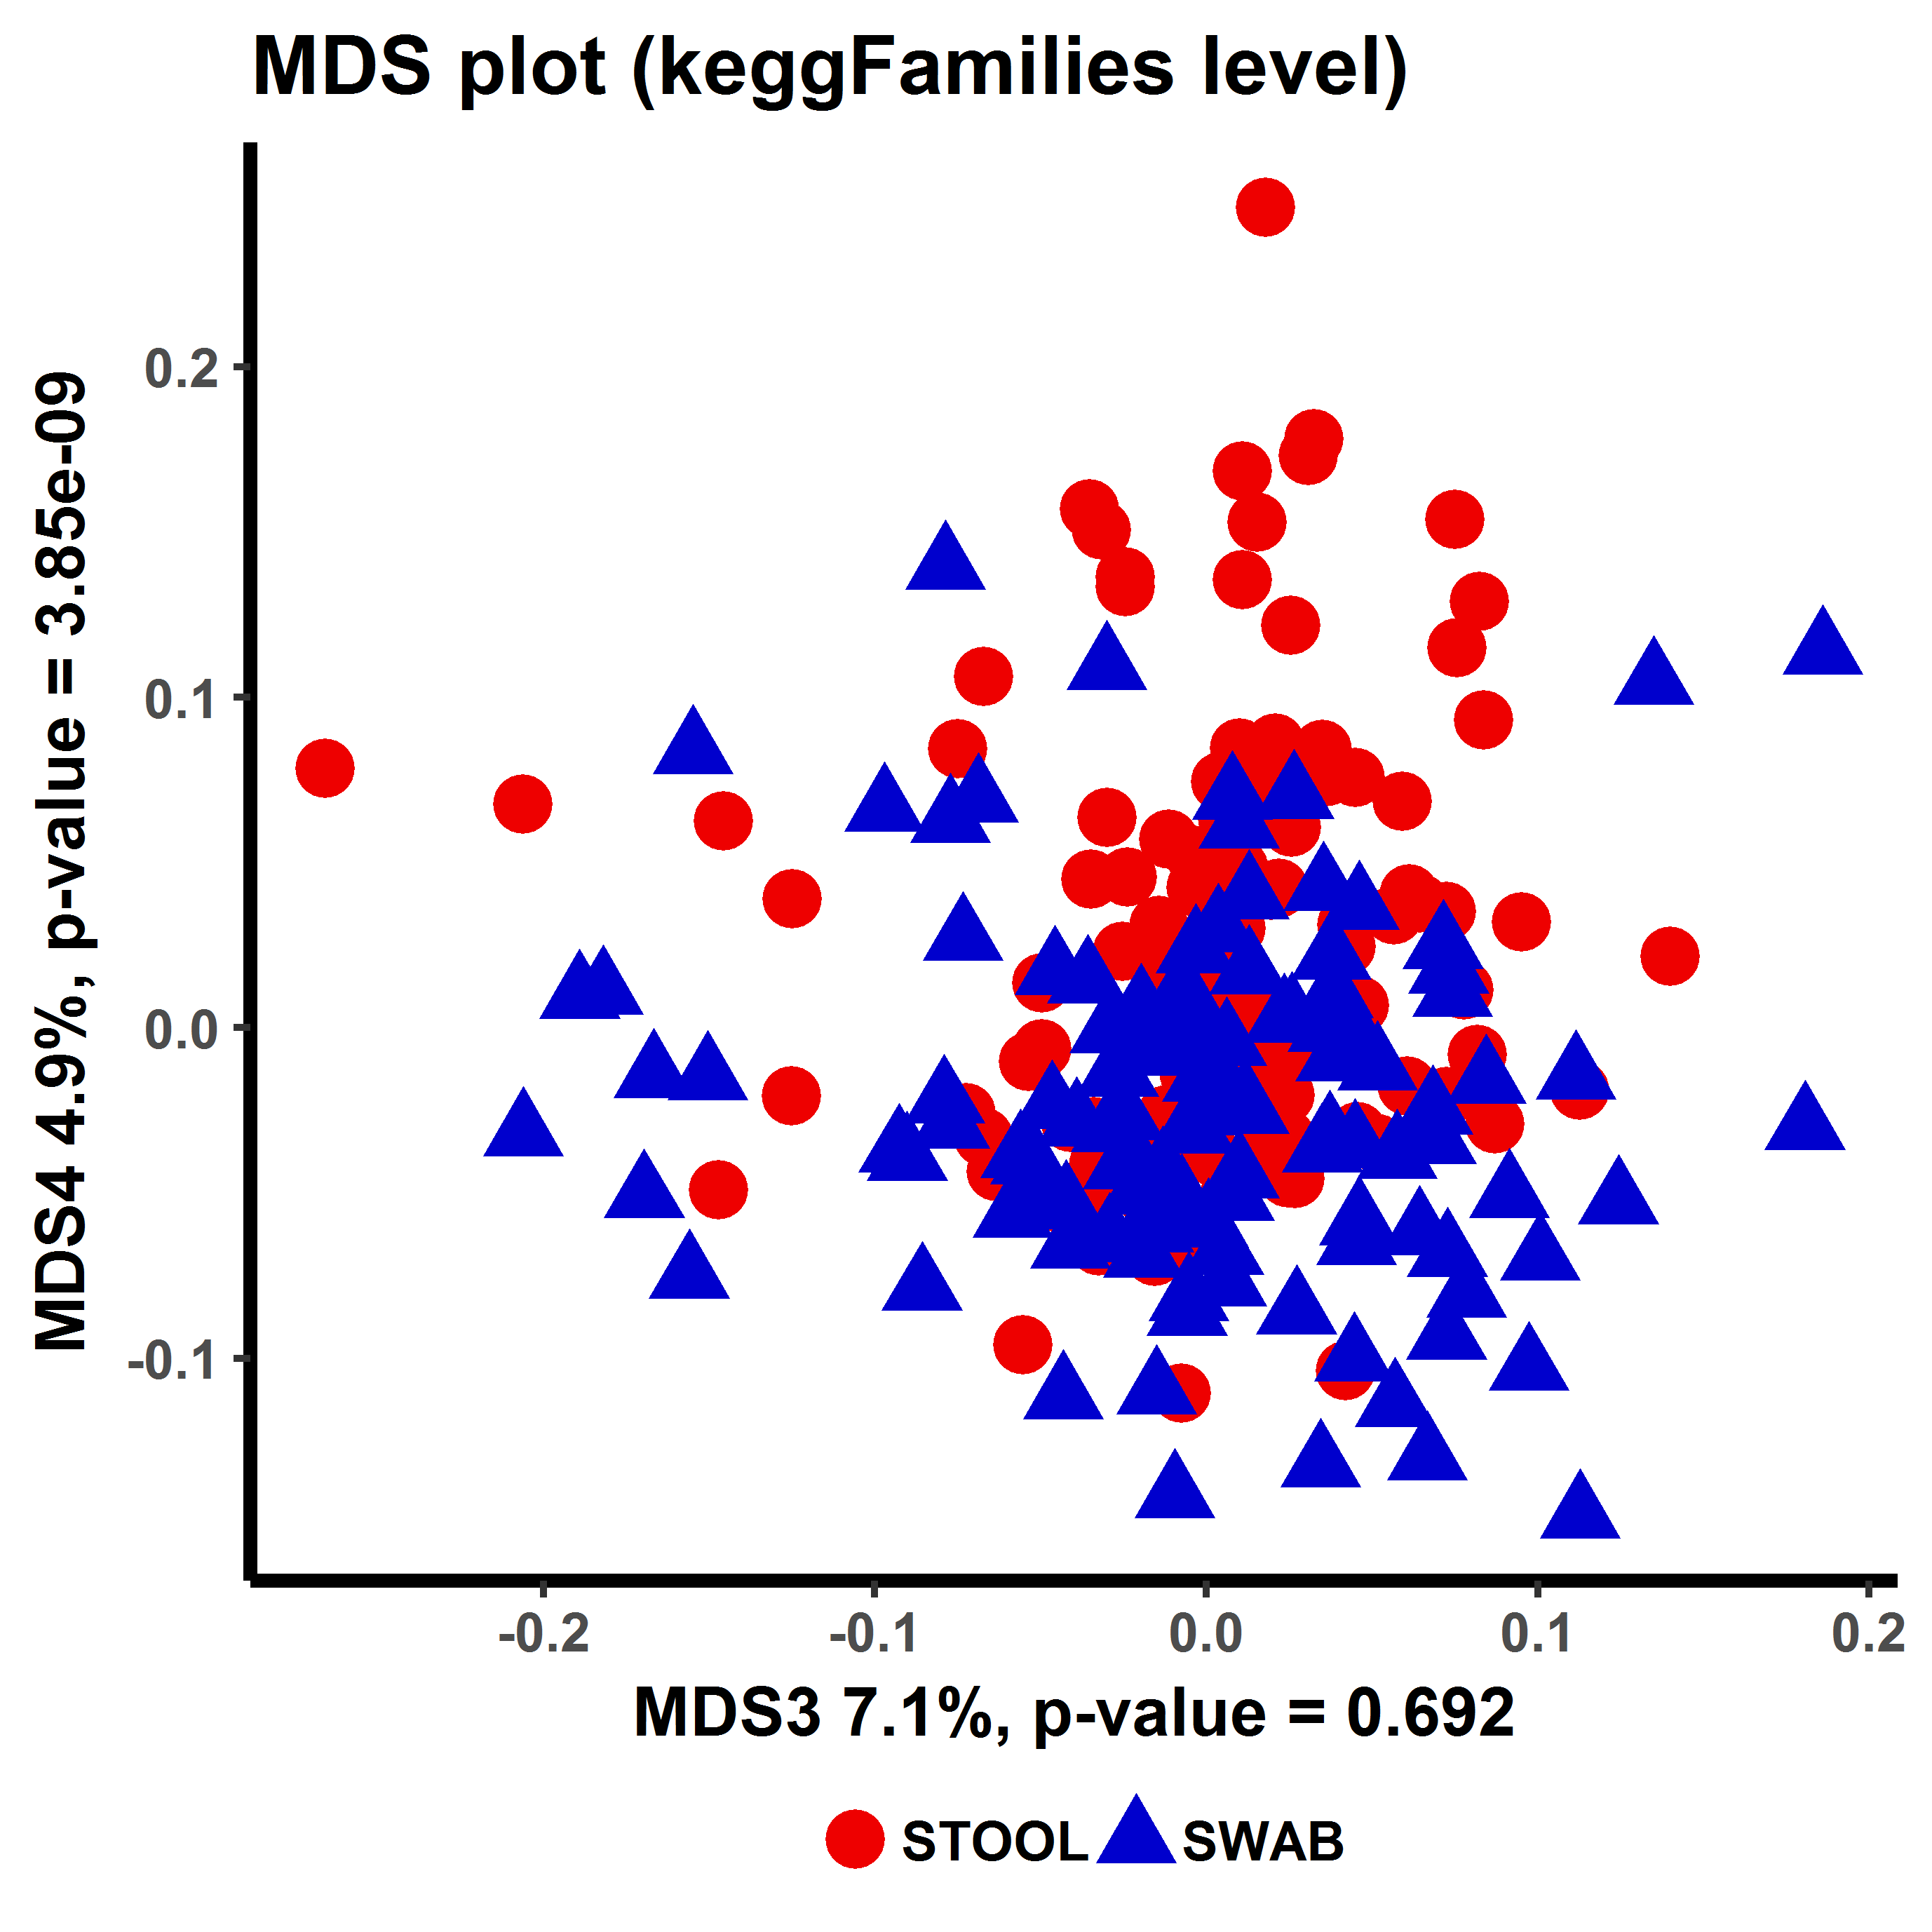 MDS plot (keggFamilies level)
MDS4 4.9%, p-value = 3.85e-09
0.2
0.1
0.0
-0.1
-0.2 -0.1 0.0 0.1 0.2
MDS3 7.1%, p-value = 0.692
STOOL SWAB